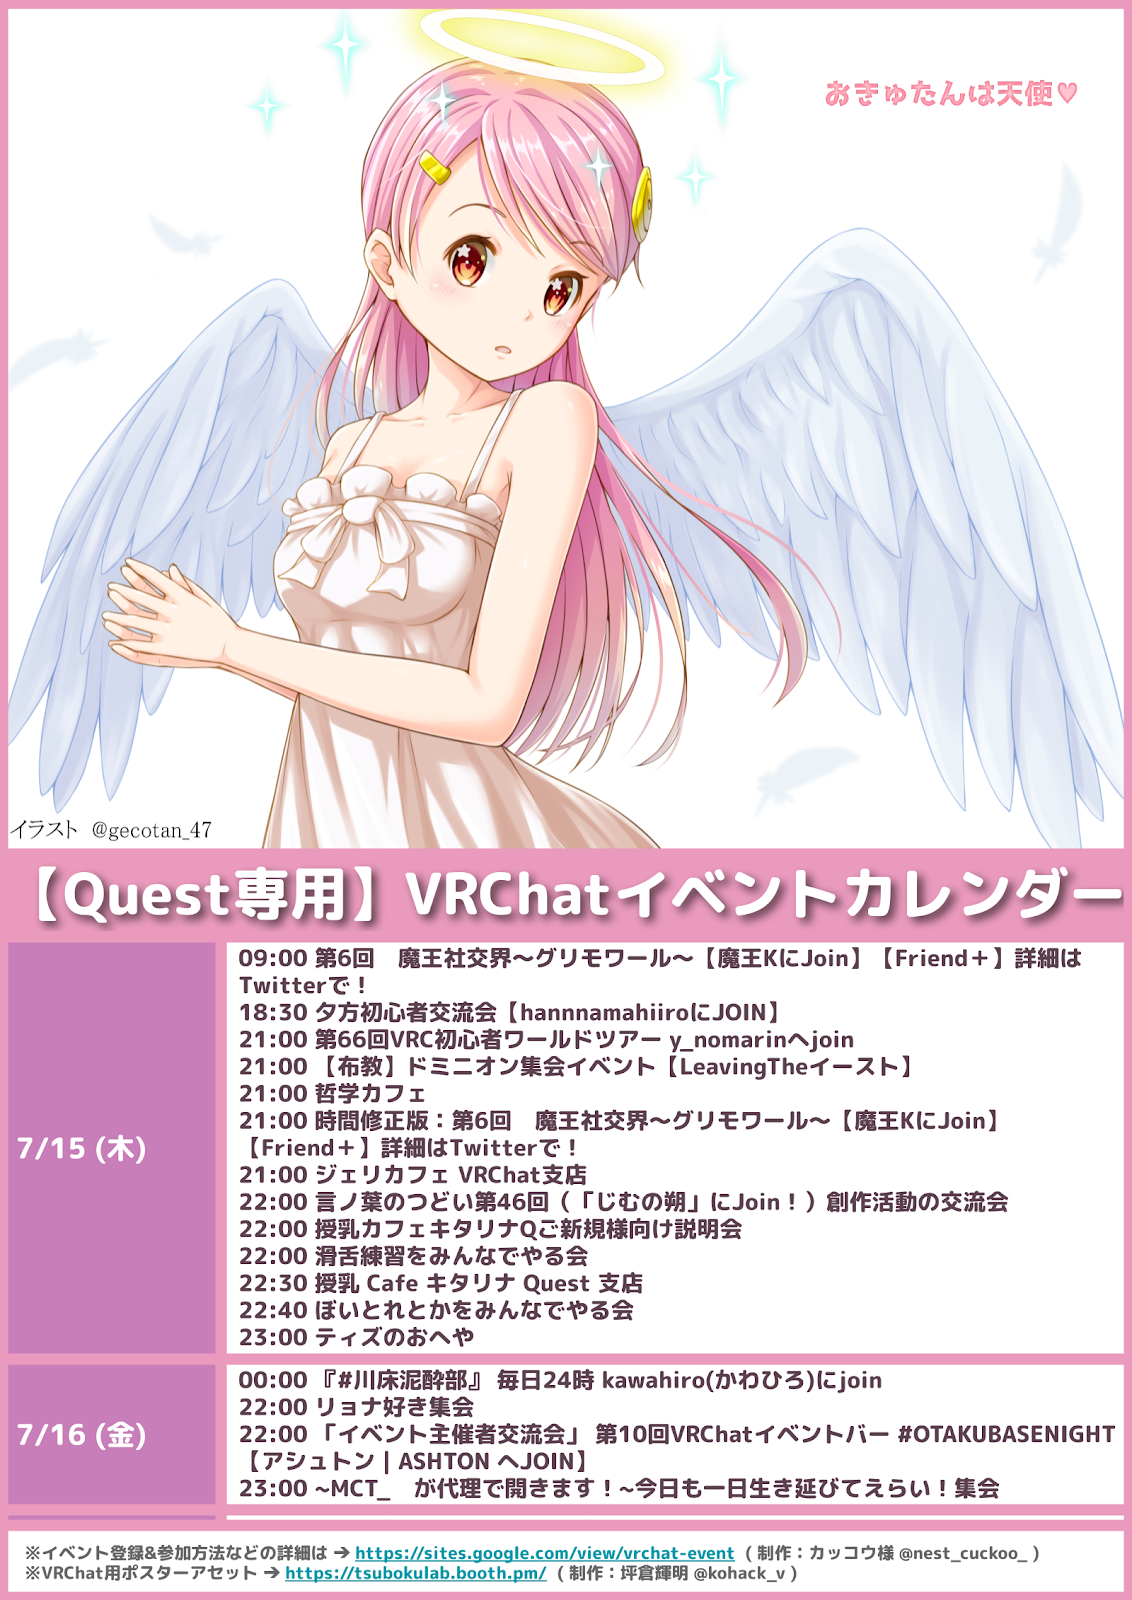 おきゅたんは天使♥
イラスト　@gecotan_47
【Quest専用】VRChatイベントカレンダー
7/15 (木)
09:00 第6回　魔王社交界～グリモワール～【魔王KにJoin】【Friend＋】詳細は
Twitterで！
18:30 夕方初心者交流会【hannnamahiiroにJOIN】
21:00 第66回VRC初心者ワールドツアー y_nomarinへjoin
21:00 【布教】ドミニオン集会イベント【LeavingTheイースト】
21:00 哲学カフェ
21:00 時間修正版：第6回　魔王社交界～グリモワール～【魔王KにJoin】
【Friend＋】詳細はTwitterで！
21:00 ジェリカフェ VRChat支店
22:00 言ノ葉のつどい第46回（「じむの朔」にJoin！）創作活動の交流会
22:00 授乳カフェキタリナQご新規様向け説明会
22:00 滑舌練習をみんなでやる会
22:30 授乳 Cafe キタリナ Quest 支店
22:40 ぼいとれとかをみんなでやる会
23:00 ティズのおへや
7/16 (金)
00:00 『#川床泥酔部』 毎日24時 kawahiro(かわひろ)にjoin
22:00 リョナ好き集会
22:00 「イベント主催者交流会」 第10回VRChatイベントバー #OTAKUBASENIGHT
【アシュトン | ASHTON へJOIN】
23:00 ~MCT_　が代理で開きます！~今日も一日生き延びてえらい！集会
※イベント登録&参加方法などの詳細は ➔ https://sites.google.com/view/vrchat-event （ 制作：カッコウ様 @nest_cuckoo_ ）
※VRChat用ポスターアセット ➔ https://tsubokulab.booth.pm/ （ 制作：坪倉輝明 @kohack_v ）